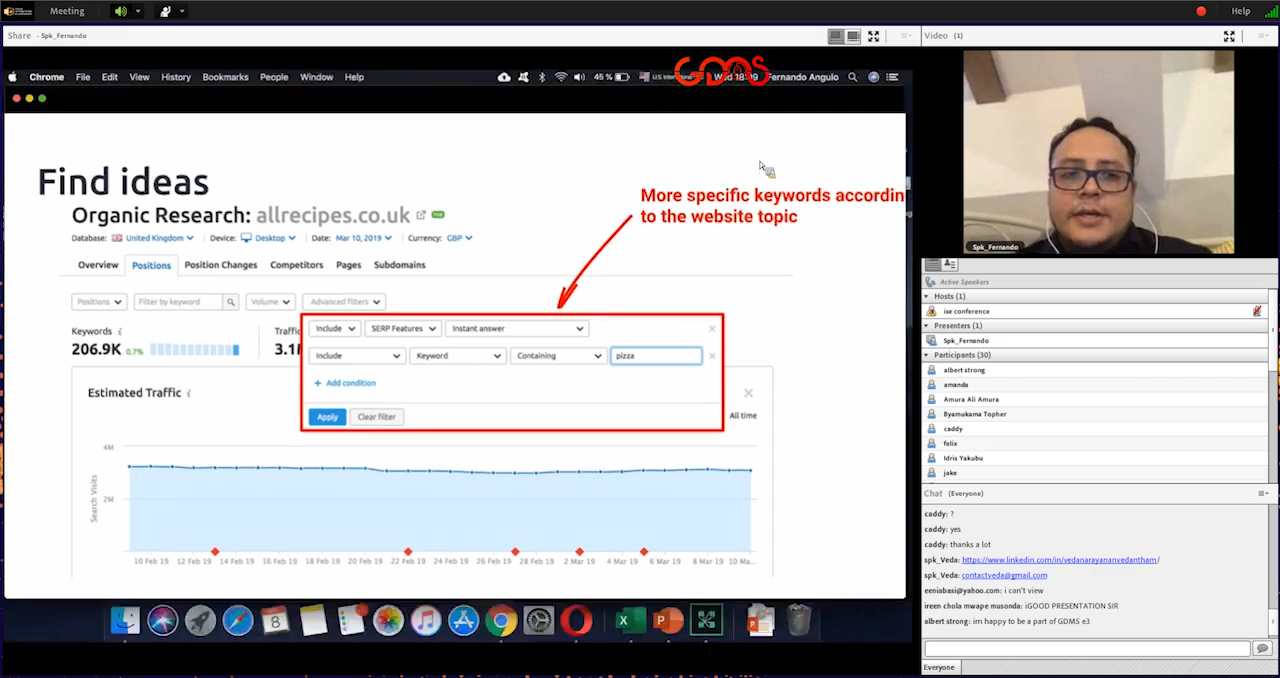 Meeting
Help
Share - Spk_Fernando
Video (1)
Chrome File Edit View History Bookmarks People Window Help
45 %
Fernando Angulo
GDMS
Find ideas
Organic Research: allrecipes.co.uk
More specific keywords accordin
to the website topic
Database: United Kingdom Device: Desktop Date: Mar 10, 2019 Currency: GBP
Overview Positions Position Changes Competitors Pages Subdomains
Positions Filter by keyword Volume Advanced filters
Include SERP Features Instant answer
Keywords
206.9K 0.7%
Include Keyword Containing pizza
+ Add condition
Apply Clear filter
Estimated Traffic
All time
4M
2M
Search Visits
10 Feb 19 12 Feb 19 14 Feb 19 16 Feb 19 18 Feb 19 20 Feb 19 22 Feb 19 24 Feb 19 26 Feb 19 28 Feb 19 2 Mar 19 4 Mar 19 6 Mar 19 8 Mar 19 10 Ma...
8
Spk_Fernando
Active Speakers
Hosts (1)
ise conference
Presenters (1)
Spk_Fernando
Participants (30)
albert strong
amanda
Amura Ali Amura
Byamukama Topher
caddy
felix
Idris Yakubu
jake
Chat (Everyone)
caddy: ?
caddy: yes
caddy: thanks a lot
spk_Veda: https://www.linkedin.com/in/vedanarayananvedantham/
spk_Veda: contactveda@gmail.com
eeniabasi@yahoo.com: i can't view
ireen chola mwape musonda: iGOOD PRESENTATION SIR
albert strong: im happy to be a part of GDMS e3
Everyone